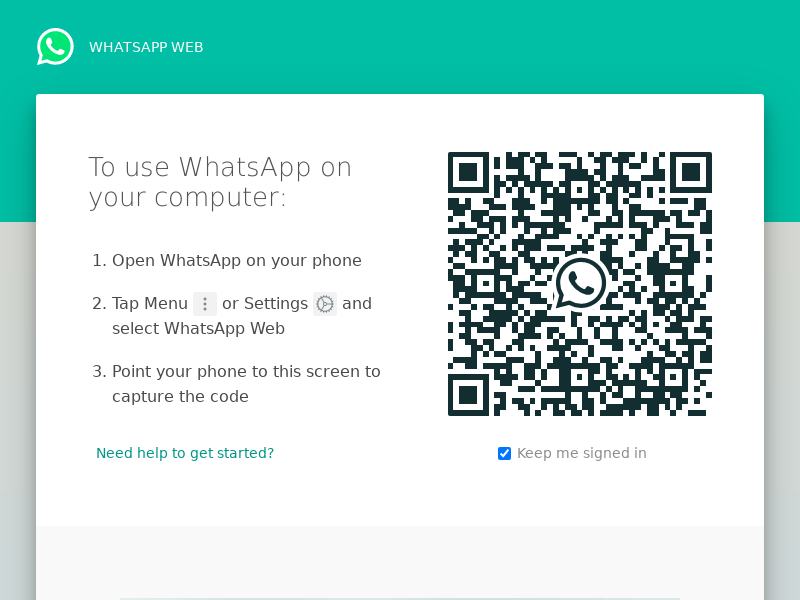 WHATSAPP WEB
To use WhatsApp on
your computer:
1. Open WhatsApp on your phone
2. Tap Menu or Settings and
select WhatsApp Web
3. Point your phone to this screen to
capture the code
Need help to get started?
Keep me signed in